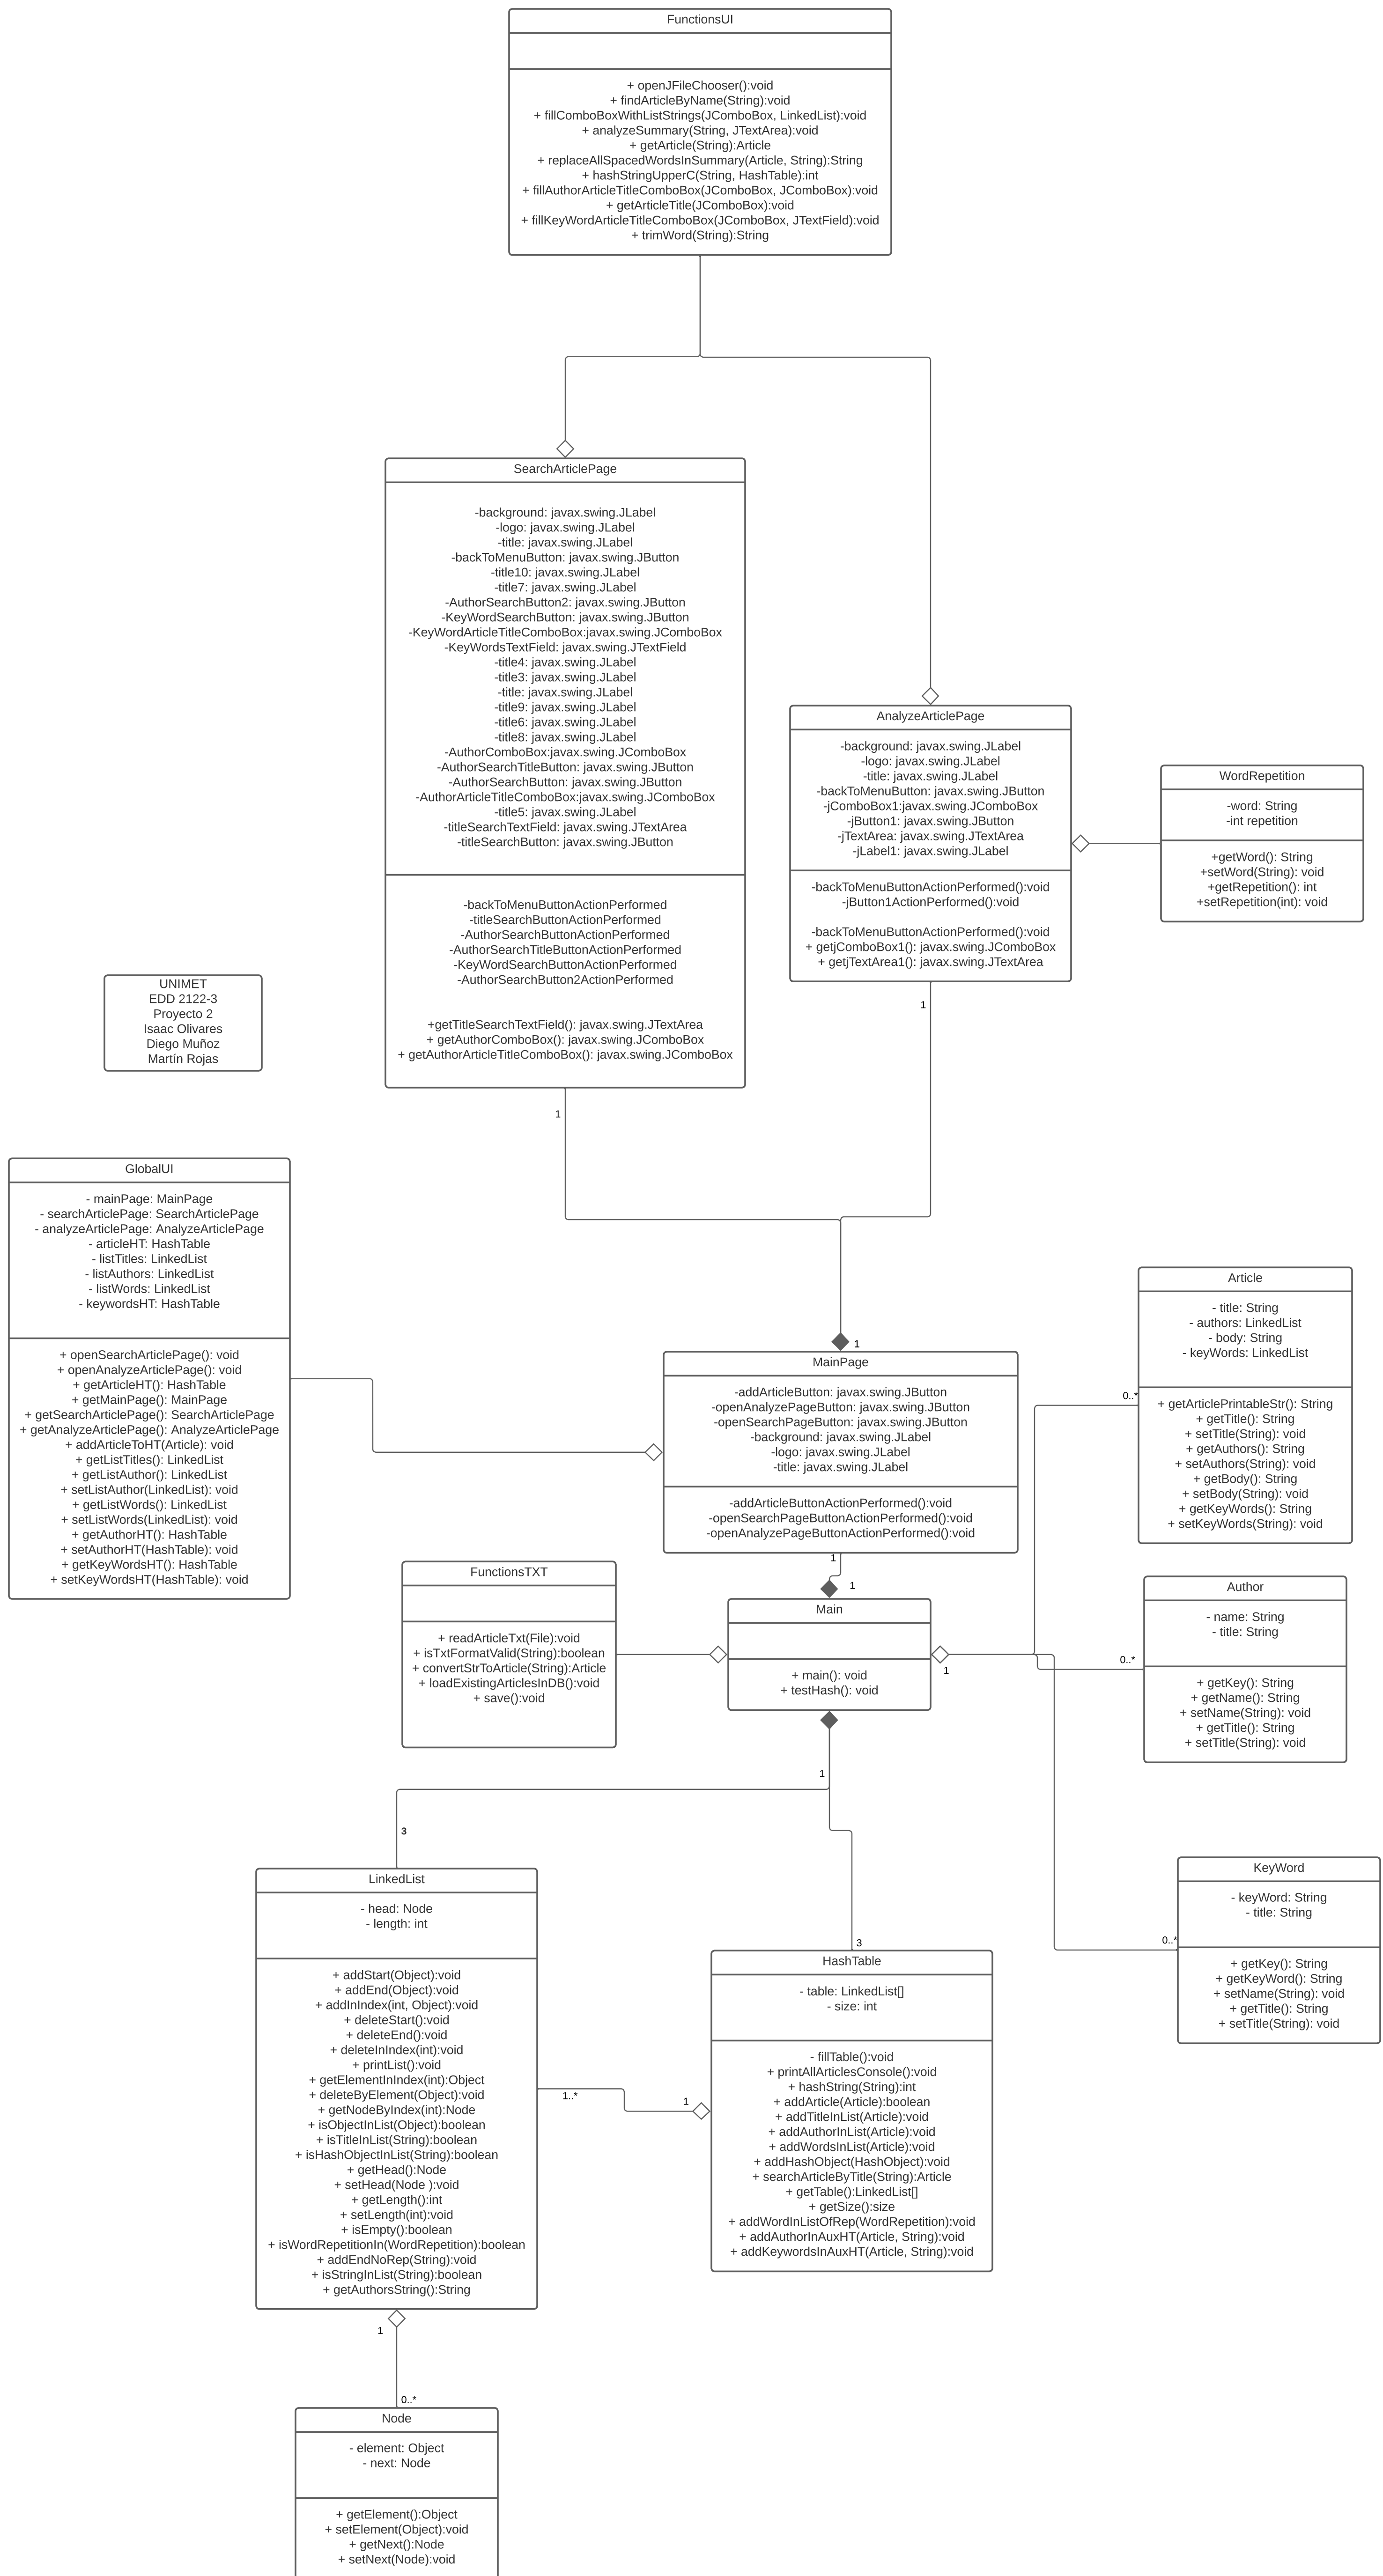 FunctionsUI
+ openJFileChooser():void
+ findArticleByName(String):void
+ fillComboBoxWithListStrings(JComboBox, LinkedList):void
+ analyzeSummary(String, JTextArea):void
+ getArticle(String):Article
+ replaceAllSpacedWordsInSummary(Article, String):String
+ hashStringUpperC(String, HashTable):int
+ fillAuthorArticleTitleComboBox(JComboBox, JComboBox):void
+ getArticleTitle(JComboBox):void
+ fillKeyWordArticleTitleComboBox(JComboBox, JTextField):void
+ trimWord(String):String
SearchArticlePage
-background: javax.swing.JLabel
-logo: javax.swing.JLabel
-title: javax.swing.JLabel
-backToMenuButton: javax.swing.JButton
-title10: javax.swing.JLabel
-title7: javax.swing.JLabel
-AuthorSearchButton2: javax.swing.JButton
-KeyWordSearchButton: javax.swing.JButton
-KeyWordArticleTitleComboBox:javax.swing.JComboBox
-KeyWordsTextField: javax.swing.JTextField
-title4: javax.swing.JLabel
-title3: javax.swing.JLabel
-title: javax.swing.JLabel
-title9: javax.swing.JLabel
-title6: javax.swing.JLabel
-title8: javax.swing.JLabel
-AuthorComboBox:javax.swing.JComboBox
-AuthorSearchTitleButton: javax.swing.JButton
-AuthorSearchButton: javax.swing.JButton
-AuthorArticleTitleComboBox:javax.swing.JComboBox
-title5: javax.swing.JLabel
-titleSearchTextField: javax.swing.JTextArea
-titleSearchButton: javax.swing.JButton
-backToMenuButtonActionPerformed
-titleSearchButtonActionPerformed
-AuthorSearchButtonActionPerformed
-AuthorSearchTitleButtonActionPerformed
-KeyWordSearchButtonActionPerformed
-AuthorSearchButton2ActionPerformed
+getTitleSearchTextField(): javax.swing.JTextArea
+ getAuthorComboBox(): javax.swing.JComboBox
+ getAuthorArticleTitleComboBox(): javax.swing.JComboBox
1
AnalyzeArticlePage
-background: javax.swing.JLabel
-logo: javax.swing.JLabel
-title: javax.swing.JLabel
-backToMenuButton: javax.swing.JButton
-jComboBox1:javax.swing.JComboBox
-jButton1: javax.swing.JButton
-jTextArea: javax.swing.JTextArea
-jLabel1: javax.swing.JLabel
-backToMenuButtonActionPerformed():void
-jButton1ActionPerformed():void
-backToMenuButtonActionPerformed():void
+ getjComboBox1(): javax.swing.JComboBox
+ getjTextArea1(): javax.swing.JTextArea
1
WordRepetition
-word: String
-int repetition
+getWord(): String
+setWord(String): void
+getRepetition(): int
+setRepetition(int): void
UNIMET
EDD 2122-3
Proyecto 2
Isaac Olivares
Diego Muñoz
Martín Rojas
GlobalUI
- mainPage: MainPage
- searchArticlePage: SearchArticlePage
- analyzeArticlePage: AnalyzeArticlePage
- articleHT: HashTable
- listTitles: LinkedList
- listAuthors: LinkedList
- listWords: LinkedList
- keywordsHT: HashTable
+ openSearchArticlePage(): void
+ openAnalyzeArticlePage(): void
+ getArticleHT(): HashTable
+ getMainPage(): MainPage
+ getSearchArticlePage(): SearchArticlePage
+ getAnalyzeArticlePage(): AnalyzeArticlePage
+ addArticleToHT(Article): void
+ getListTitles(): LinkedList
+ getListAuthor(): LinkedList
+ setListAuthor(LinkedList): void
+ getListWords(): LinkedList
+ setListWords(LinkedList): void
+ getAuthorHT(): HashTable
+ setAuthorHT(HashTable): void
+ getKeyWordsHT(): HashTable
+ setKeyWordsHT(HashTable): void
1
MainPage
-addArticleButton: javax.swing.JButton
-openAnalyzePageButton: javax.swing.JButton
-openSearchPageButton: javax.swing.JButton
-background: javax.swing.JLabel
-logo: javax.swing.JLabel
-title: javax.swing.JLabel
-addArticleButtonActionPerformed():void
-openSearchPageButtonActionPerformed():void
-openAnalyzePageButtonActionPerformed():void
1
1
Article
- title: String
- authors: LinkedList
- body: String
- keyWords: LinkedList
0..*
+ getArticlePrintableStr(): String
+ getTitle(): String
+ setTitle(String): void
+ getAuthors(): String
+ setAuthors(String): void
+ getBody(): String
+ setBody(String): void
+ getKeyWords(): String
+ setKeyWords(String): void
FunctionsTXT
+ readArticleTxt(File):void
+ isTxtFormatValid(String):boolean
+ convertStrToArticle(String):Article
+ loadExistingArticlesInDB():void
+ save():void
Main
+ main(): void
+ testHash(): void
1
Author
- name: String
- title: String
0..*
+ getKey(): String
+ getName(): String
+ setName(String): void
+ getTitle(): String
+ setTitle(String): void
1
3
KeyWord
- keyWord: String
- title: String
0..*
+ getKey(): String
+ getKeyWord(): String
+ setName(String): void
+ getTitle(): String
+ setTitle(String): void
LinkedList
- head: Node
- length: int
+ addStart(Object):void
+ addEnd(Object):void
+ addInIndex(int, Object):void
+ deleteStart():void
+ deleteEnd():void
+ deleteInIndex(int):void
+ printList():void
+ getElementInIndex(int):Object
+ deleteByElement(Object):void
+ getNodeByIndex(int):Node
+ isObjectInList(Object):boolean
+ isTitleInList(String):boolean
+ isHashObjectInList(String):boolean
+ getHead():Node
+ setHead(Node ):void
+ getLength():int
+ setLength(int):void
+ isEmpty():boolean
+ isWordRepetitionIn(WordRepetition):boolean
+ addEndNoRep(String):void
+ isStringInList(String):boolean
+ getAuthorsString():String
1..*
1
3
HashTable
- table: LinkedList[]
- size: int
- fillTable():void
+ printAllArticlesConsole():void
+ hashString(String):int
+ addArticle(Article):boolean
+ addTitleInList(Article):void
+ addAuthorInList(Article):void
+ addWordsInList(Article):void
+ addHashObject(HashObject):void
+ searchArticleByTitle(String):Article
+ getTable():LinkedList[]
+ getSize():size
+ addWordInListOfRep(WordRepetition):void
+ addAuthorInAuxHT(Article, String):void
+ addKeywordsInAuxHT(Article, String):void
1
0..*
Node
- element: Object
- next: Node
+ getElement():Object
+ setElement(Object):void
+ getNext():Node
+ setNext(Node):void